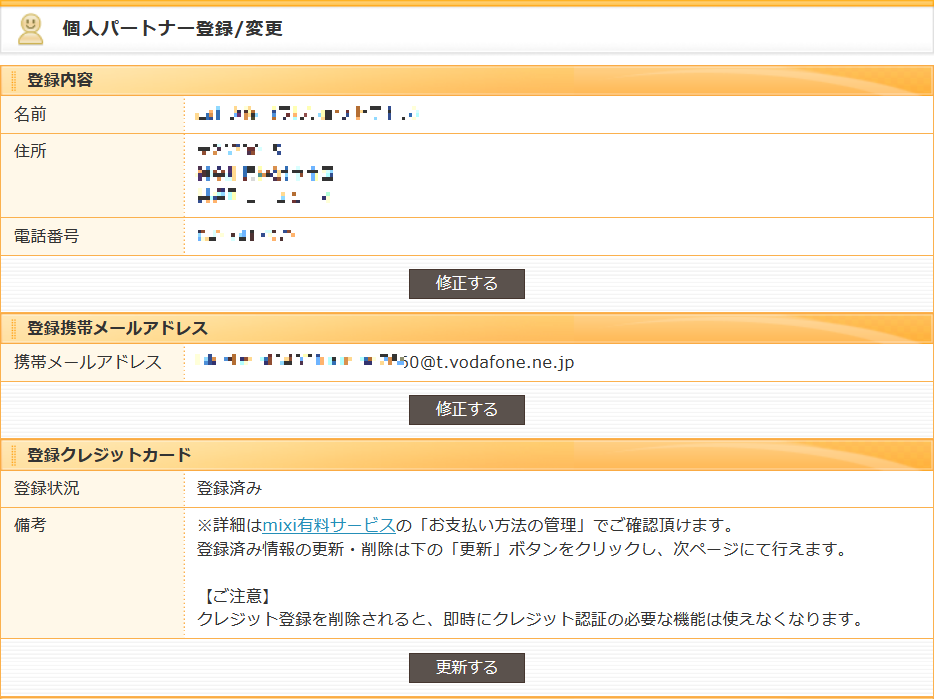 個人パートナー登録/変更
登録内容
名前
住所
電話番号
修正する
登録携帯メールアドレス
携帯メールアドレス
60@t.vodafone.ne.jp
修正する
登録クレジットカード
登録状況 登録済み
備考 ※詳細はmixi有料サービスの「お支払い方法の管理」でご確認頂けます。
登録済み情報の更新・削除は下の「更新」ボタンをクリックし、次ページにて行えます。
【ご注意】
クレジット登録を削除されると、即時にクレジット認証の必要な機能は使えなくなります。
更新する